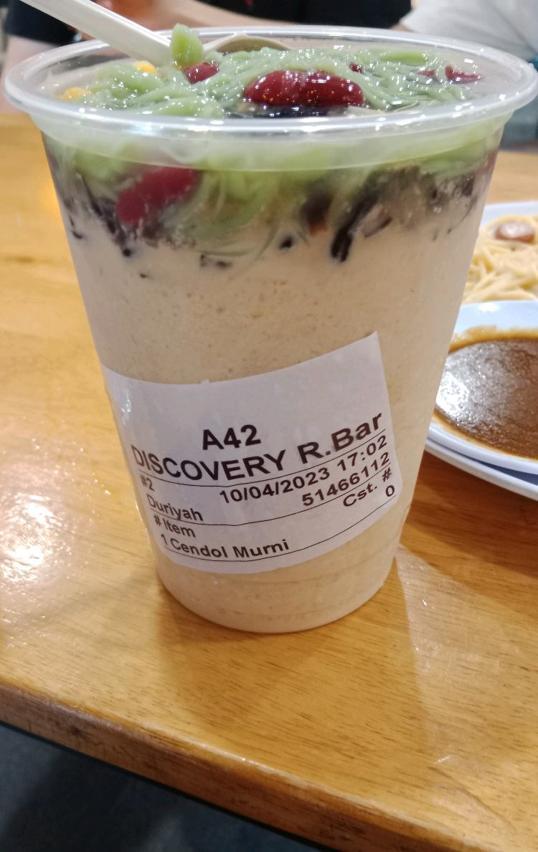 A42
DISCOVERY R.Bar
#2 10/04/2023 17:02
Duriyah 51466112
# Item Cst. #
1 Cendol Murni 0